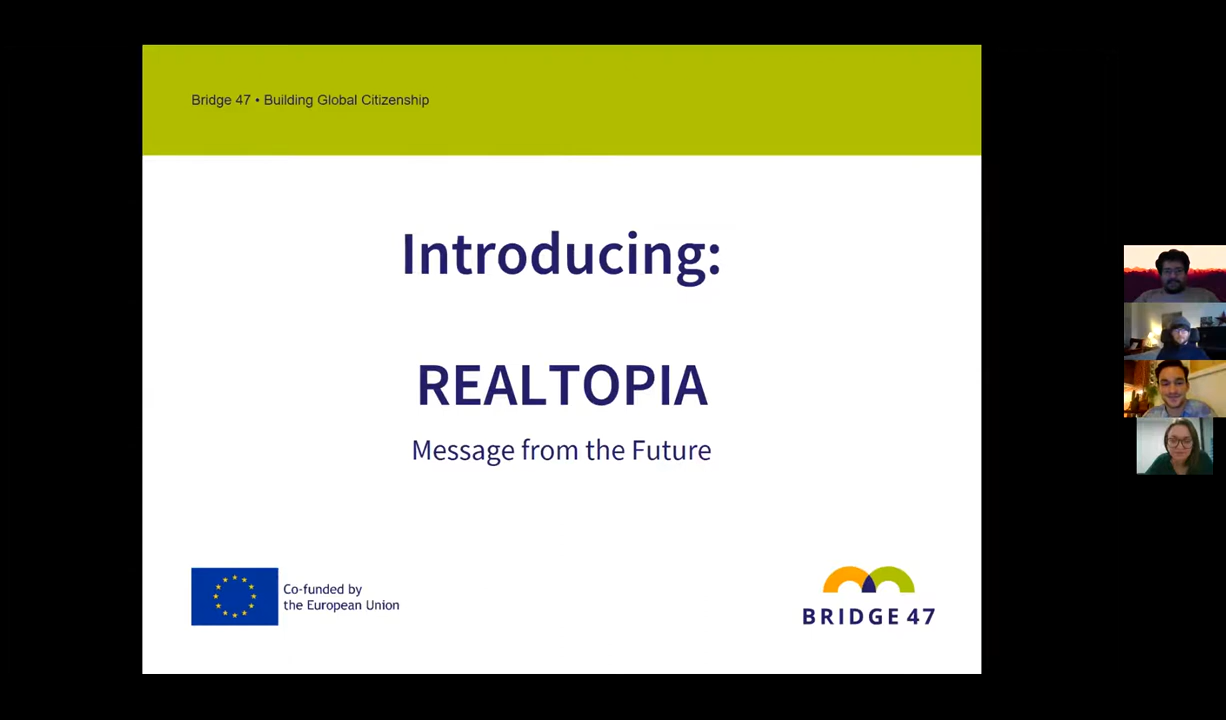 Bridge 47 • Building Global Citizenship
Introducing:
REALTOPIA
Message from the Future
Co-funded by
the European Union
BRIDGE 47